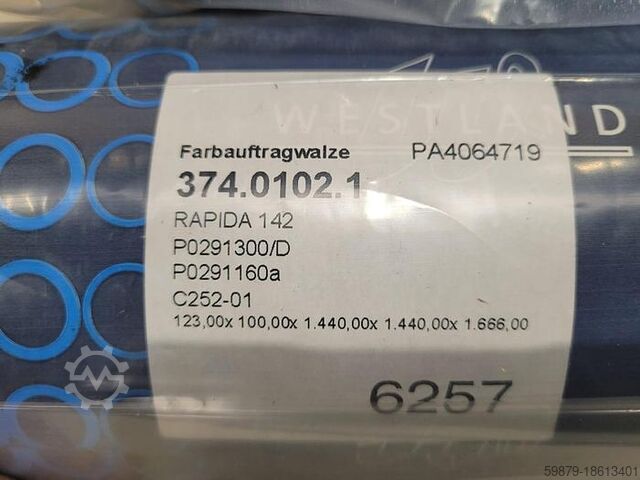 WESTLAND
Farbauftragwalze PA4064719
374.0102.1
RAPIDA 142
P0291300/D
P0291160a
C252-01
123,00x 100,00x 1.440,00x 1.440,00x 1.666,00
6257
59879-18613401